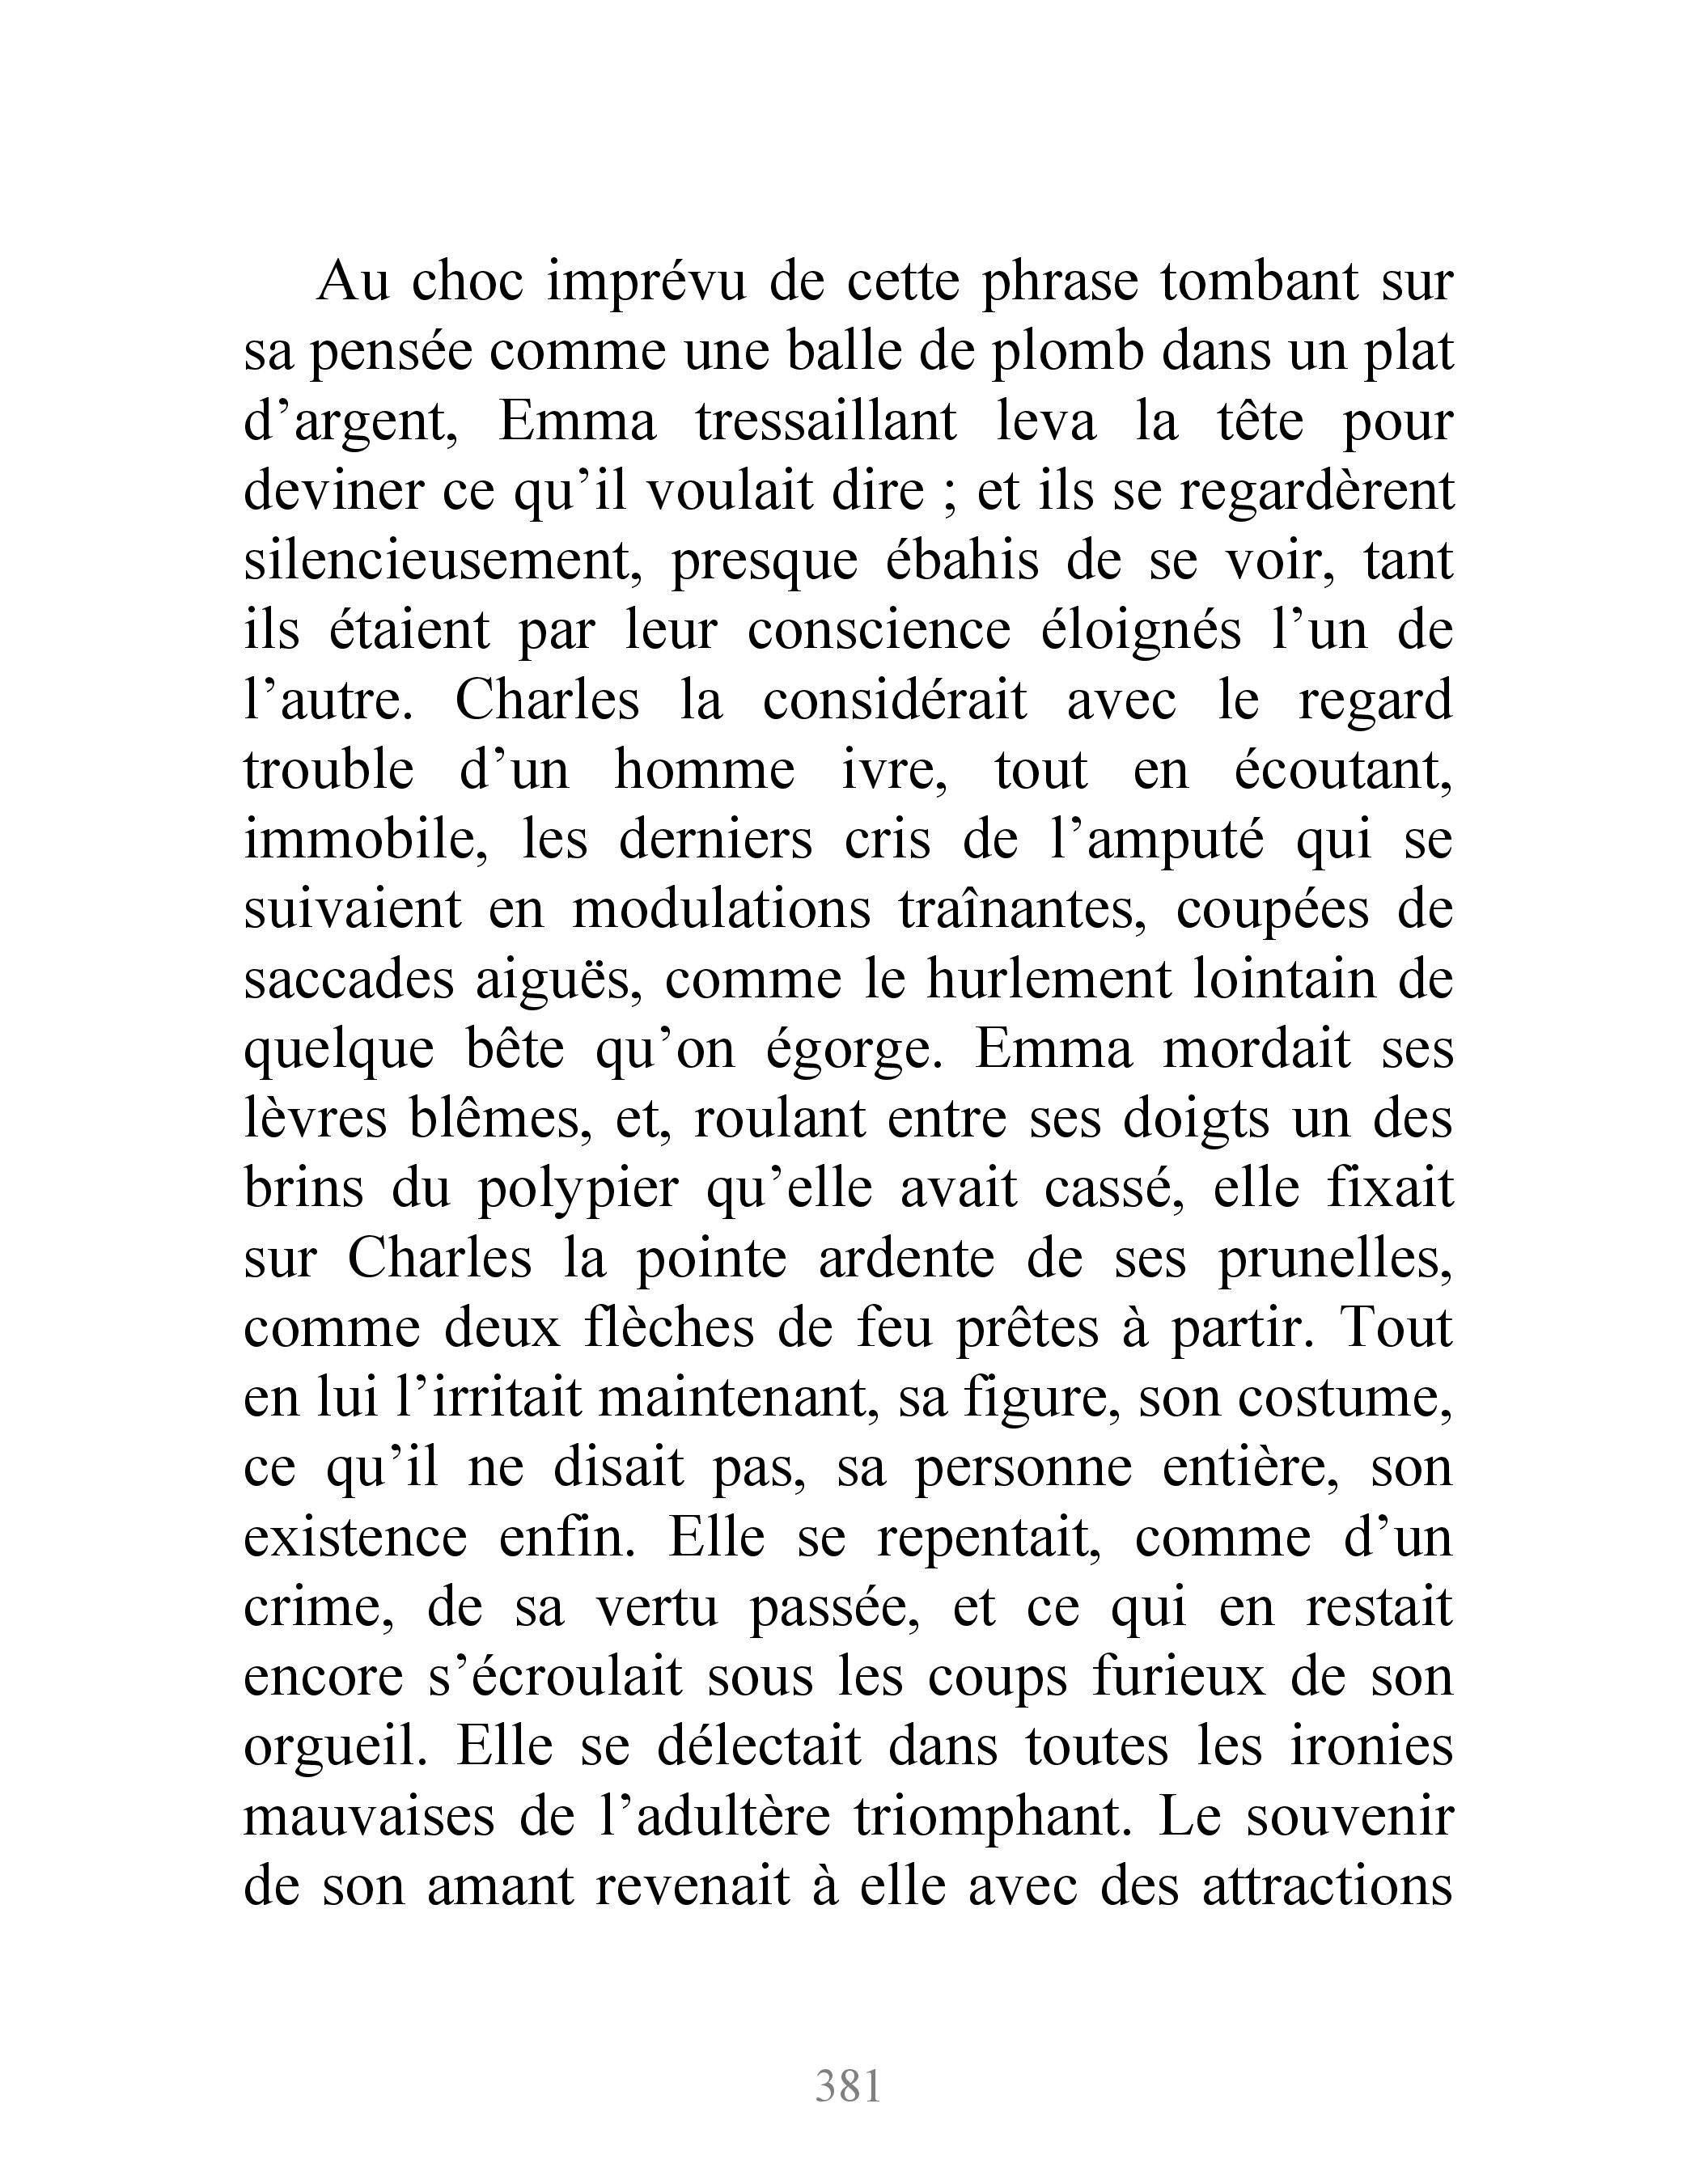 Au choc imprévu de cette phrase tombant sur
sa pensée comme une balle de plomb dans un plat
d’argent, Emma tressaillant leva la tête pour
deviner ce qu’il voulait dire ; et ils se regardèrent
silencieusement, presque ébahis de se voir, tant
ils étaient par leur conscience éloignés l’un de
l’autre. Charles la considérait avec le regard
trouble d’un homme ivre, tout en écoutant,
immobile, les derniers cris de l’amputé qui se
suivaient en modulations traînantes, coupées de
saccades aiguës, comme le hurlement lointain de
quelque bête qu’on égorge. Emma mordait ses
lèvres blêmes, et, roulant entre ses doigts un des
brins du polypier qu’elle avait cassé, elle fixait
sur Charles la pointe ardente de ses prunelles,
comme deux flèches de feu prêtes à partir. Tout
en lui l’irritait maintenant, sa figure, son costume,
ce qu’il ne disait pas, sa personne entière, son
existence enfin. Elle se repentait, comme d’un
crime, de sa vertu passée, et ce qui en restait
encore s’écroulait sous les coups furieux de son
orgueil. Elle se délectait dans toutes les ironies
mauvaises de l’adultère triomphant. Le souvenir
de son amant revenait à elle avec des attractions
381